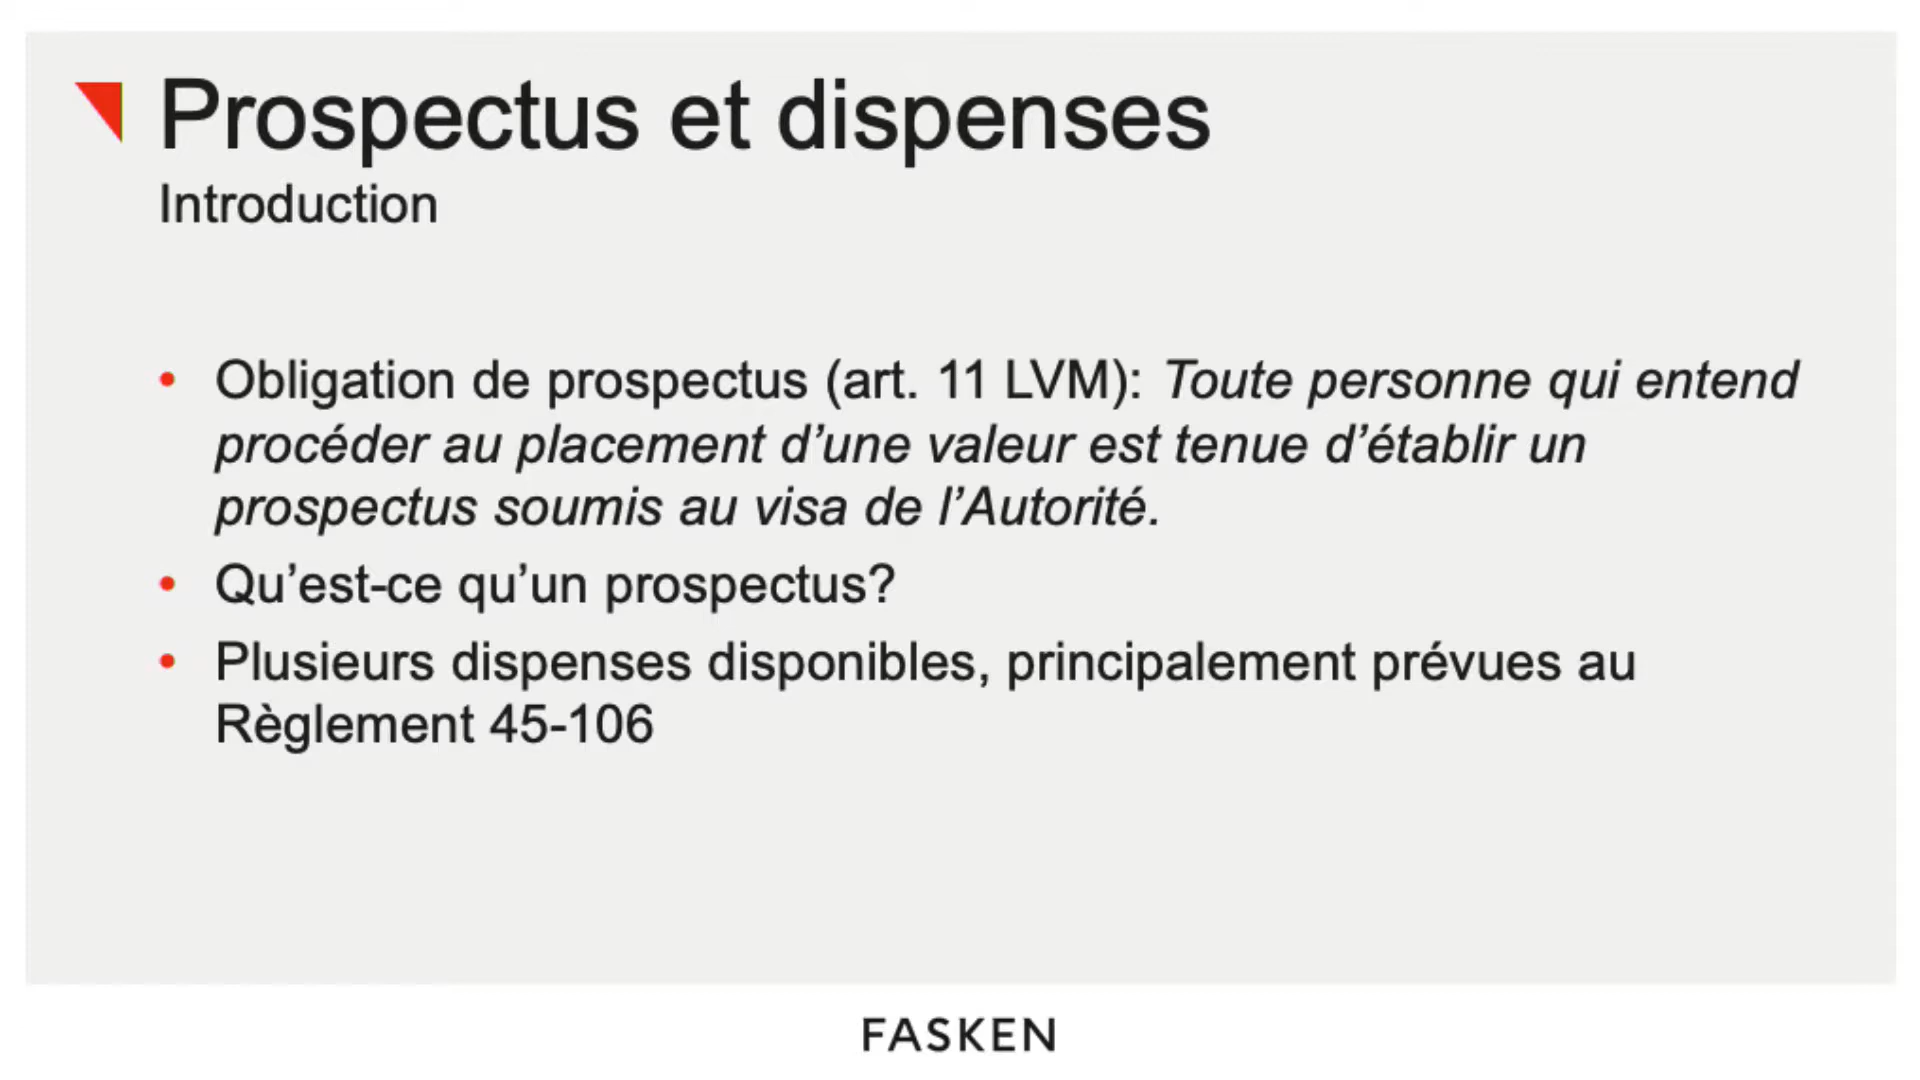 Prospectus et dispenses
Introduction
• Obligation de prospectus (art. 11 LVM): Toute personne qui entend
procéder au placement d’une valeur est tenue d’établir un
prospectus soumis au visa de l’Autorité.
• Qu’est-ce qu’un prospectus?
• Plusieurs dispenses disponibles, principalement prévues au
Règlement 45-106
FASKEN